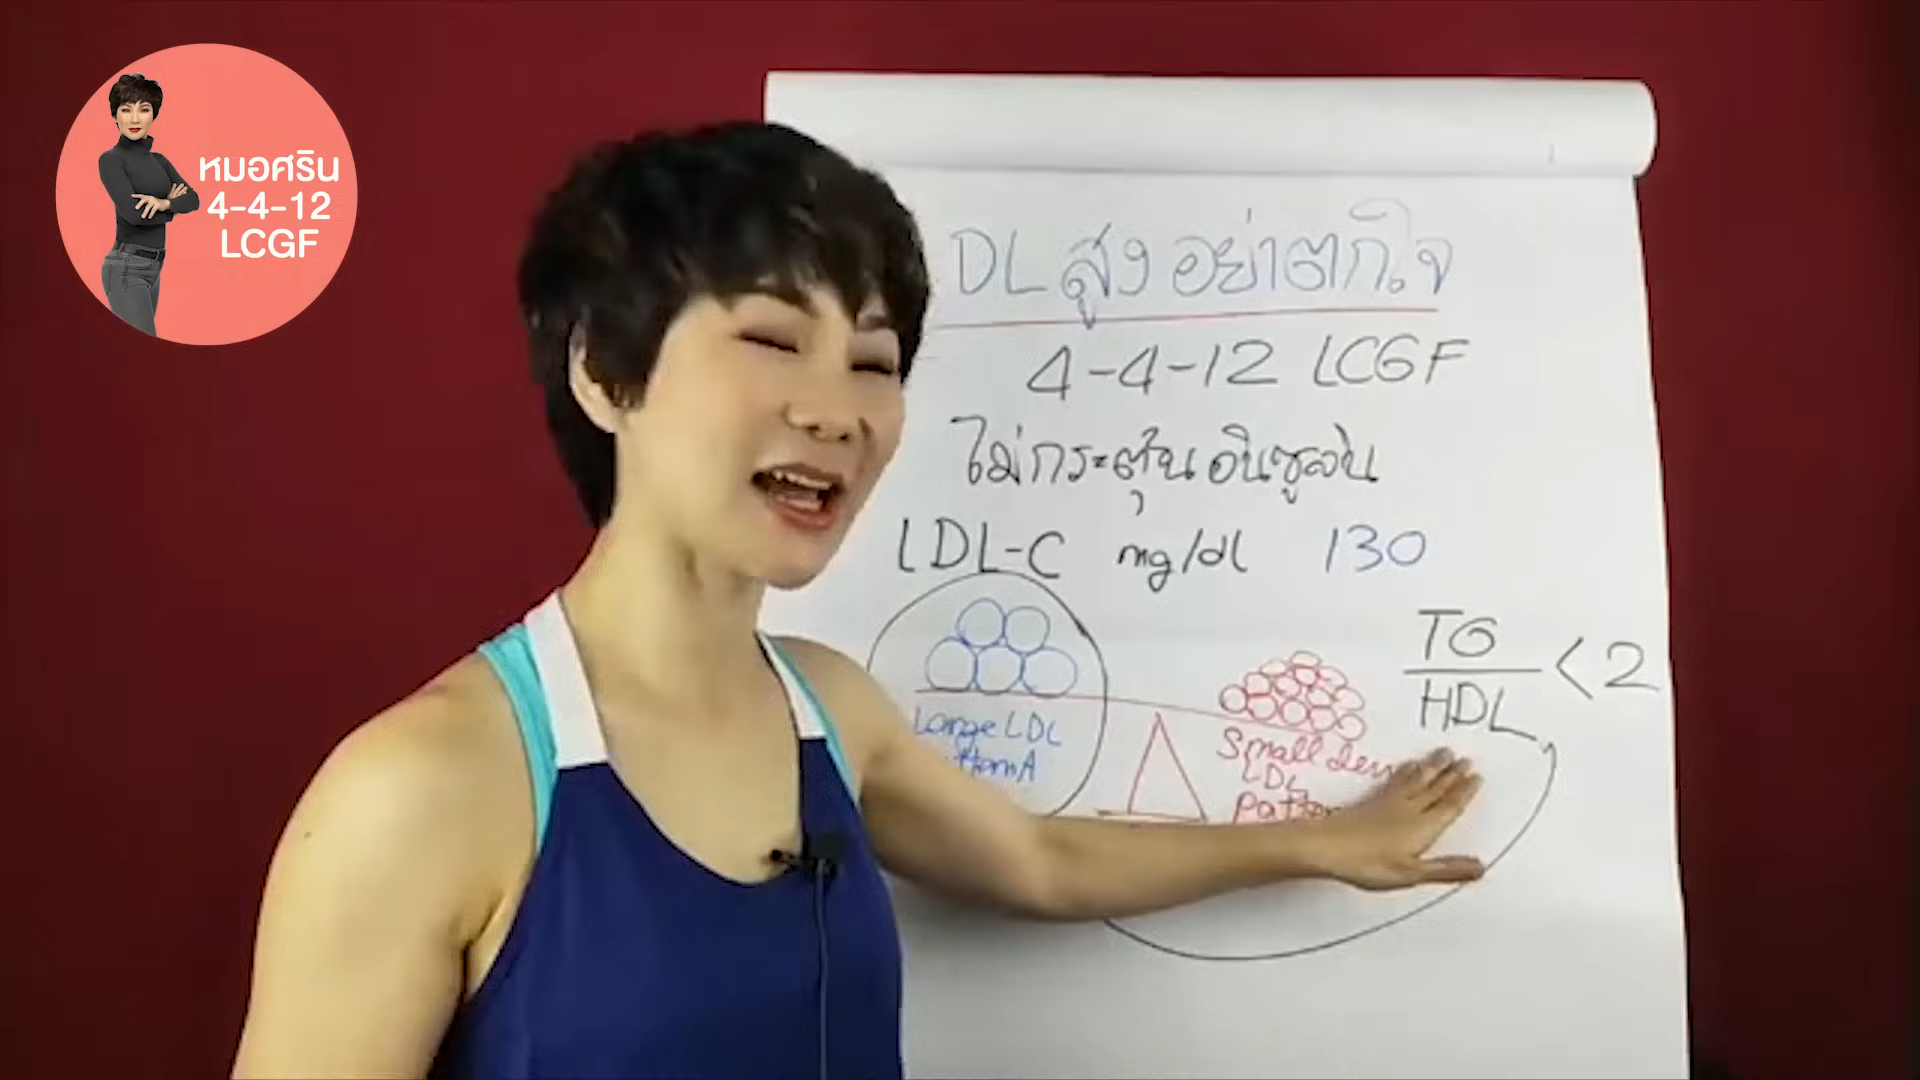 หมอศริน
4-4-12
LCGF
DL สูง อย่าตกใจ
4-4-12 LCGF
ไม่กระตุ้นอินซูลิน
LDL-C mg/dl 130
TG
HDL
<2
Large LDL
Small den
LDL